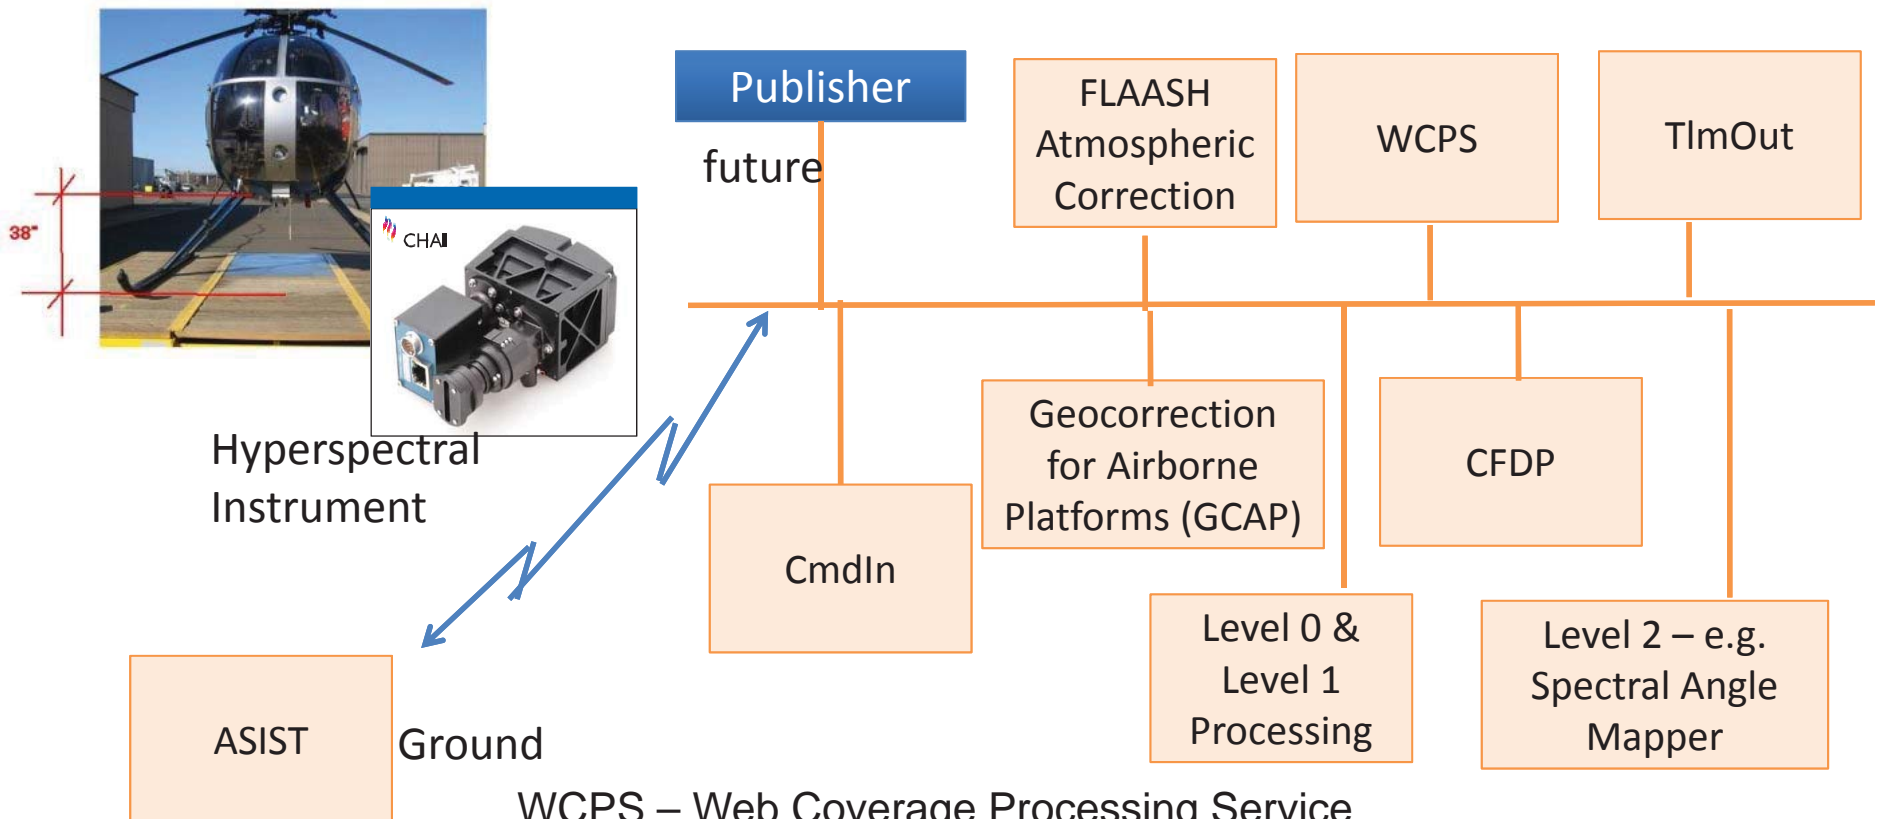 Publisher
future
FLAASH
Atmospheric
Correction
WCPS
TlmOut
38"
CHAII
Hyperspectral
Instrument
Geocorrection
for Airborne
Platforms (GCAP)
CFDP
CmdIn
Level 0 &
Level 1
Processing
Level 2 – e.g.
Spectral Angle
Mapper
ASIST
Ground
WCPS – Web Coverage Processing Service